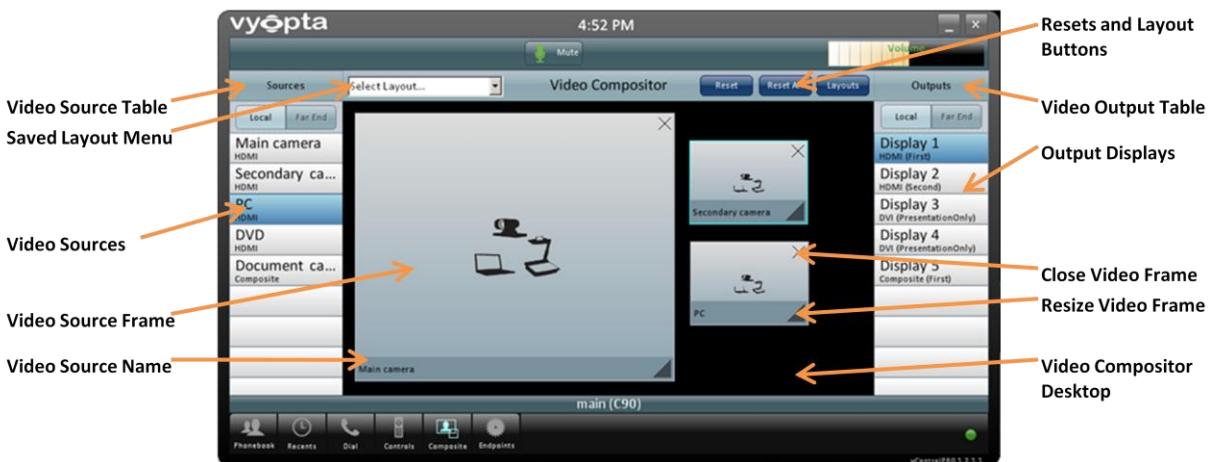 vyopta
4:52 PM
Resets and Layout
Buttons
Mute
Volume
Sources
Select Layout...
Video Compositor
Reset
Layouts
Outputs
Video Source Table
Saved Layout Menu
Video Output Table
Local
Far End
Local
Far End
Main camera
HDMI
Display 1
HDMI (First)
Output Displays
Secondary ca...
HDMI
Secondary camera
Display 2
HDMI (Second)
PC
HDMI
Display 3
DVI (PresentationOnly)
Video Sources
DVD
HDMI
Display 4
DVI (PresentationOnly)
Document ca...
Composite
Display 5
Composite (First)
Close Video Frame
Video Source Frame
PC
Resize Video Frame
Video Source Name
Main camera
Video Compositor
Desktop
main (C90)
Phonebook
Recents
Dial
Controls
Composite
Endpoints